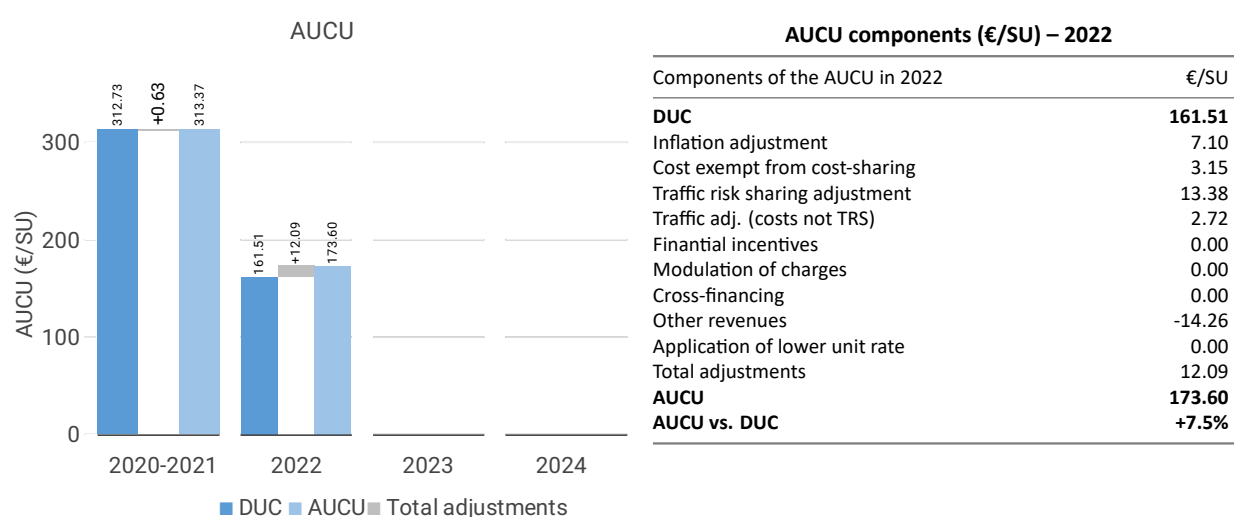 AUCU
312.73
+0.63
313.37
161.51
+12.09
173.60
300
200
100
0
AUCU (€/SU)
2020-2021
2022
2023
2024
DUC
AUCU
Total adjustments
AUCU components (€/SU) – 2022
Components of the AUCU in 2022 €/SU
DUC 161.51
Inflation adjustment 7.10
Cost exempt from cost-sharing 3.15
Traffic risk sharing adjustment 13.38
Traffic adj. (costs not TRS) 2.72
Finantial incentives 0.00
Modulation of charges 0.00
Cross-financing 0.00
Other revenues -14.26
Application of lower unit rate 0.00
Total adjustments 12.09
AUCU 173.60
AUCU vs. DUC +7.5%